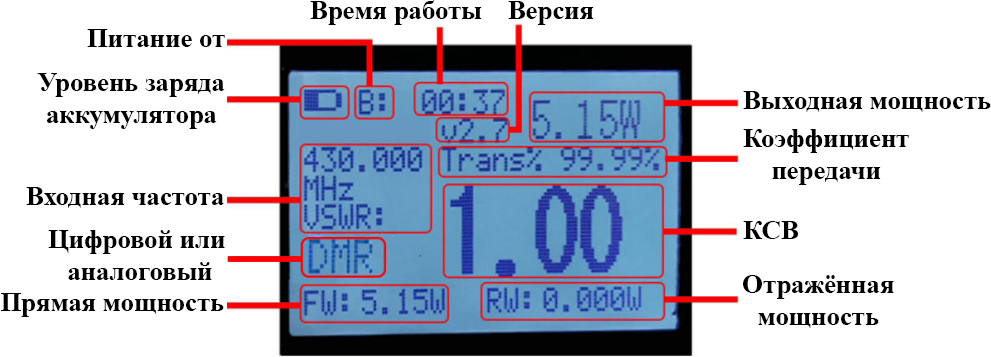 Время работы
Версия
Питание от
Уровень заряда
аккумулятора
Входная частота
Цифровой или
аналоговый
Прямая мощность
B:
00:37
v2.7
5.15W
430.000
MHz
VSWR:
Trans% 99.99%
1.00
DMR
FW: 5.15W
RW: 0.000W
Выходная мощность
Коэффициент
передачи
КСВ
Отражённая
мощность